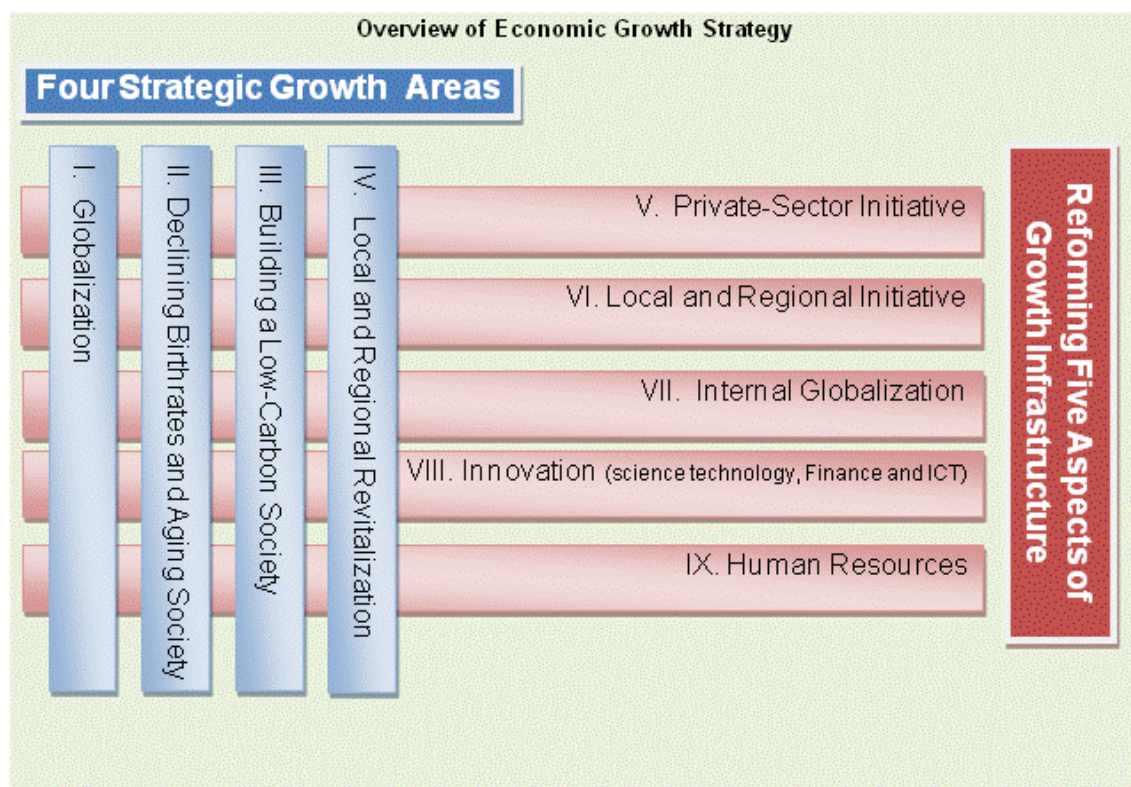 Overview of Economic Growth Strategy
Four Strategic Growth Areas
I. Globalization
II. Declining Birthrates and Aging Society
III. Building a Low-Carbon Society
IV. Local and Regional Revitalization
V. Private-Sector Initiative
VI. Local and Regional Initiative
VII. Internal Globalization
VIII. Innovation (science technology, Finance and ICT)
IX. Human Resources
Reforming Five Aspects of
Growth Infrastructure